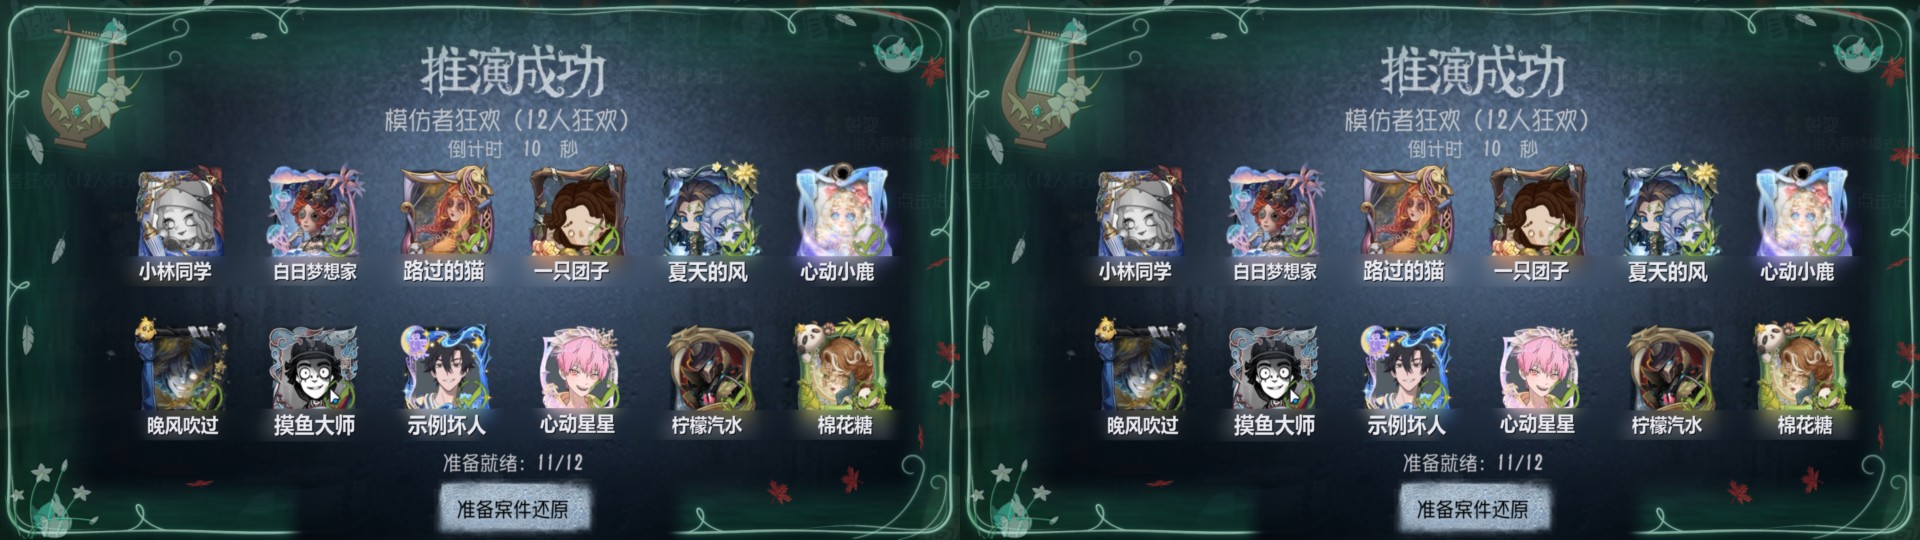 推演成功
模仿者狂欢（12人狂欢）
倒计时 10 秒
小林同学 白日梦想家 路过的猫 一只团子 夏天的风 心动小鹿
晚风吹过 摸鱼大师 示例坏人 心动星星 柠檬汽水 棉花糖
准备就绪：11/12
准备案件还原
推演成功
模仿者狂欢（12人狂欢）
倒计时 10 秒
小林同学 白日梦想家 路过的猫 一只团子 夏天的风 心动小鹿
晚风吹过 摸鱼大师 示例坏人 心动星星 柠檬汽水 棉花糖
准备就绪：11/12
准备案件还原